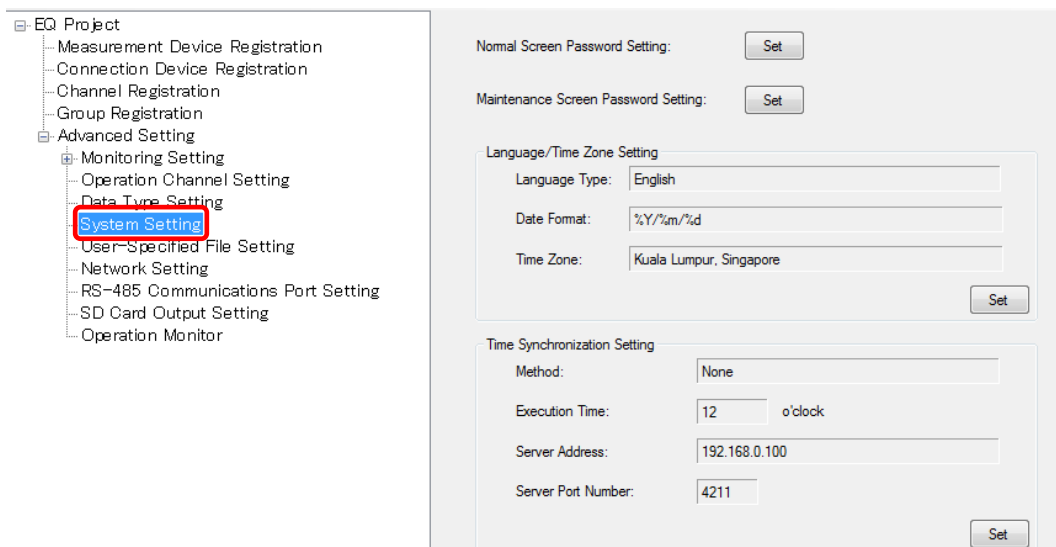 EQ Project
Measurement Device Registration
Connection Device Registration
Channel Registration
Group Registration
Advanced Setting
Monitoring Setting
Operation Channel Setting
Data Type Setting
System Setting
User-Specified File Setting
Network Setting
RS-485 Communications Port Setting
SD Card Output Setting
Operation Monitor
Normal Screen Password Setting: Set
Maintenance Screen Password Setting: Set
Language/Time Zone Setting
Language Type: English
Date Format: %Y/%m/%d
Time Zone: Kuala Lumpur, Singapore
Set
Time Synchronization Setting
Method: None
Execution Time: 12 o'clock
Server Address: 192.168.0.100
Server Port Number: 4211
Set